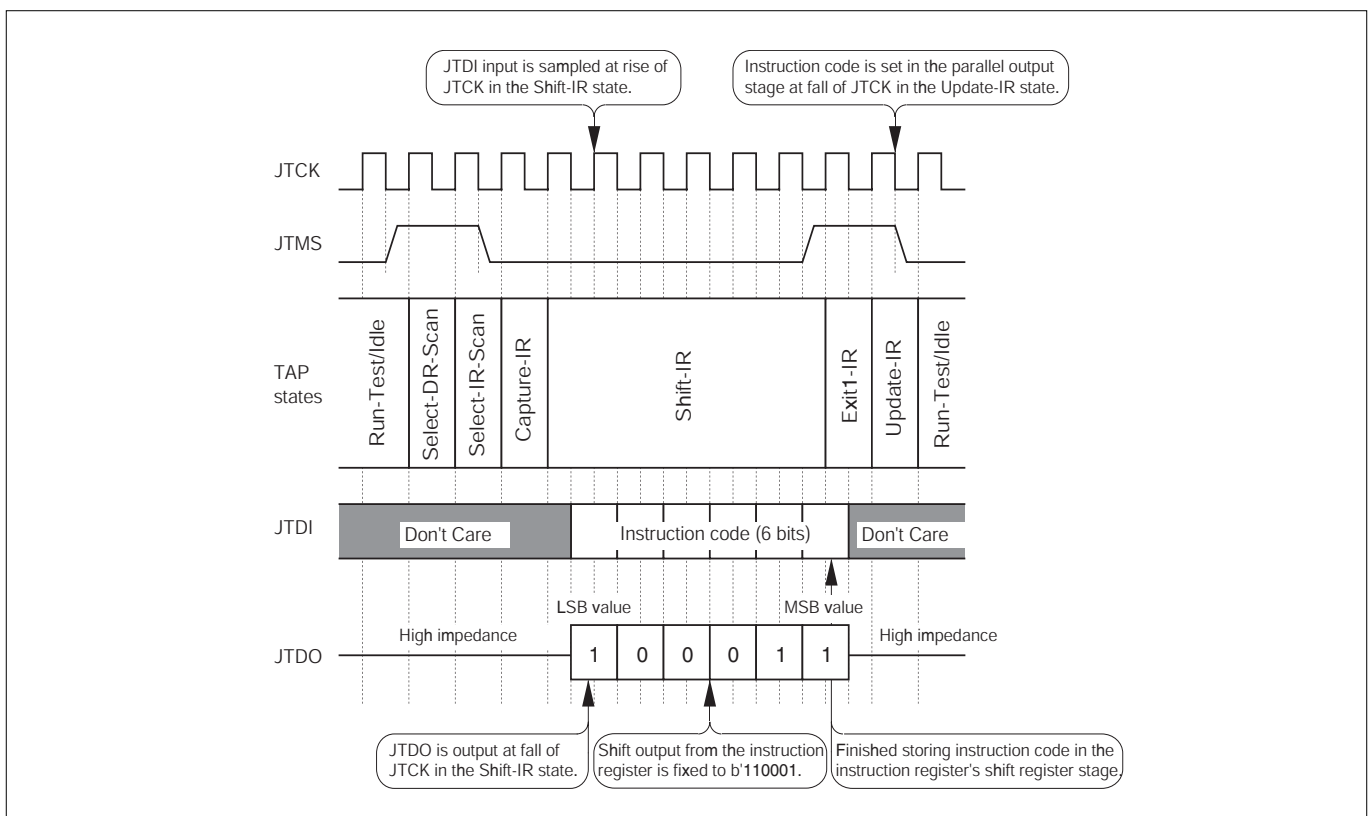 JTDI input is sampled at rise of
JTCK in the Shift-IR state.
Instruction code is set in the parallel output
stage at fall of JTCK in the Update-IR state.
JTCK
JTMS
TAP
states
Run-Test/Idle
Select-DR-Scan
Select-IR-Scan
Capture-IR
Shift-IR
Exit1-IR
Update-IR
Run-Test/Idle
JTDI
Don't Care
Instruction code (6 bits)
Don't Care
LSB value
MSB value
JTDO
High impedance
1 0 0 0 1 1
High impedance
JTDO is output at fall of
JTCK in the Shift-IR state.
Shift output from the instruction
register is fixed to b'110001.
Finished storing instruction code in the
instruction register's shift register stage.